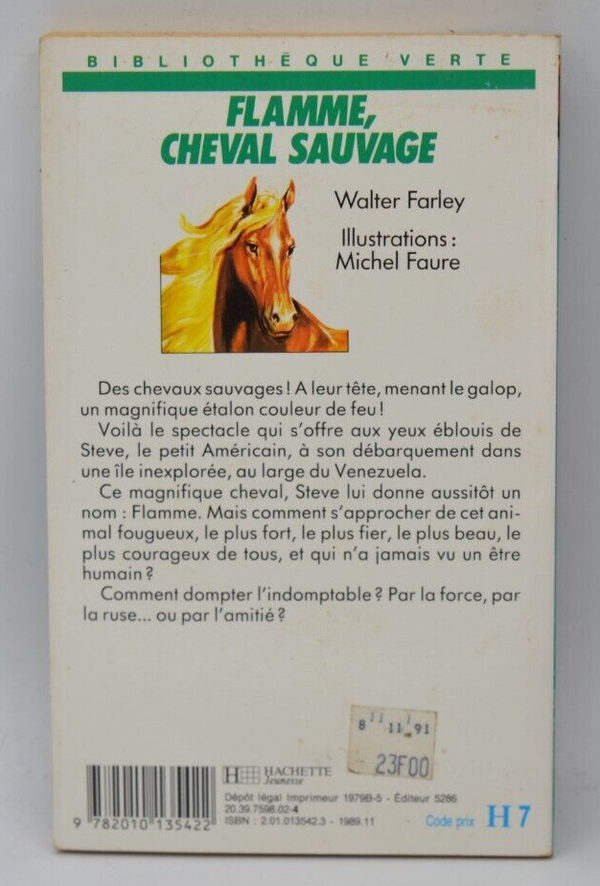 BIBLIOTHÈQUE VERTE
FLAMME,
CHEVAL SAUVAGE
Walter Farley
Illustrations :
Michel Faure
Des chevaux sauvages ! A leur tête, menant le galop,
un magnifique étalon couleur de feu !
Voilà le spectacle qui s'offre aux yeux éblouis de
Steve, le petit Américain, à son débarquement dans
une île inexplorée, au large du Venezuela.
Ce magnifique cheval, Steve lui donne aussitôt un
nom : Flamme. Mais comment s'approcher de cet ani-
mal fougueux, le plus fort, le plus fier, le plus beau, le
plus courageux de tous, et qui n'a jamais vu un être
humain ?
Comment dompter l'indomptable ? Par la force, par
la ruse... ou par l'amitié ?
8 11 11 91
23F00
H HACHETTE
Jeunesse
Dépôt légal Imprimeur 1979B-5 - Éditeur 5286
20.39.7598.02-4
ISBN : 2.01.013542.3 - 1989.11
9 782010 135422
Code prix H 7